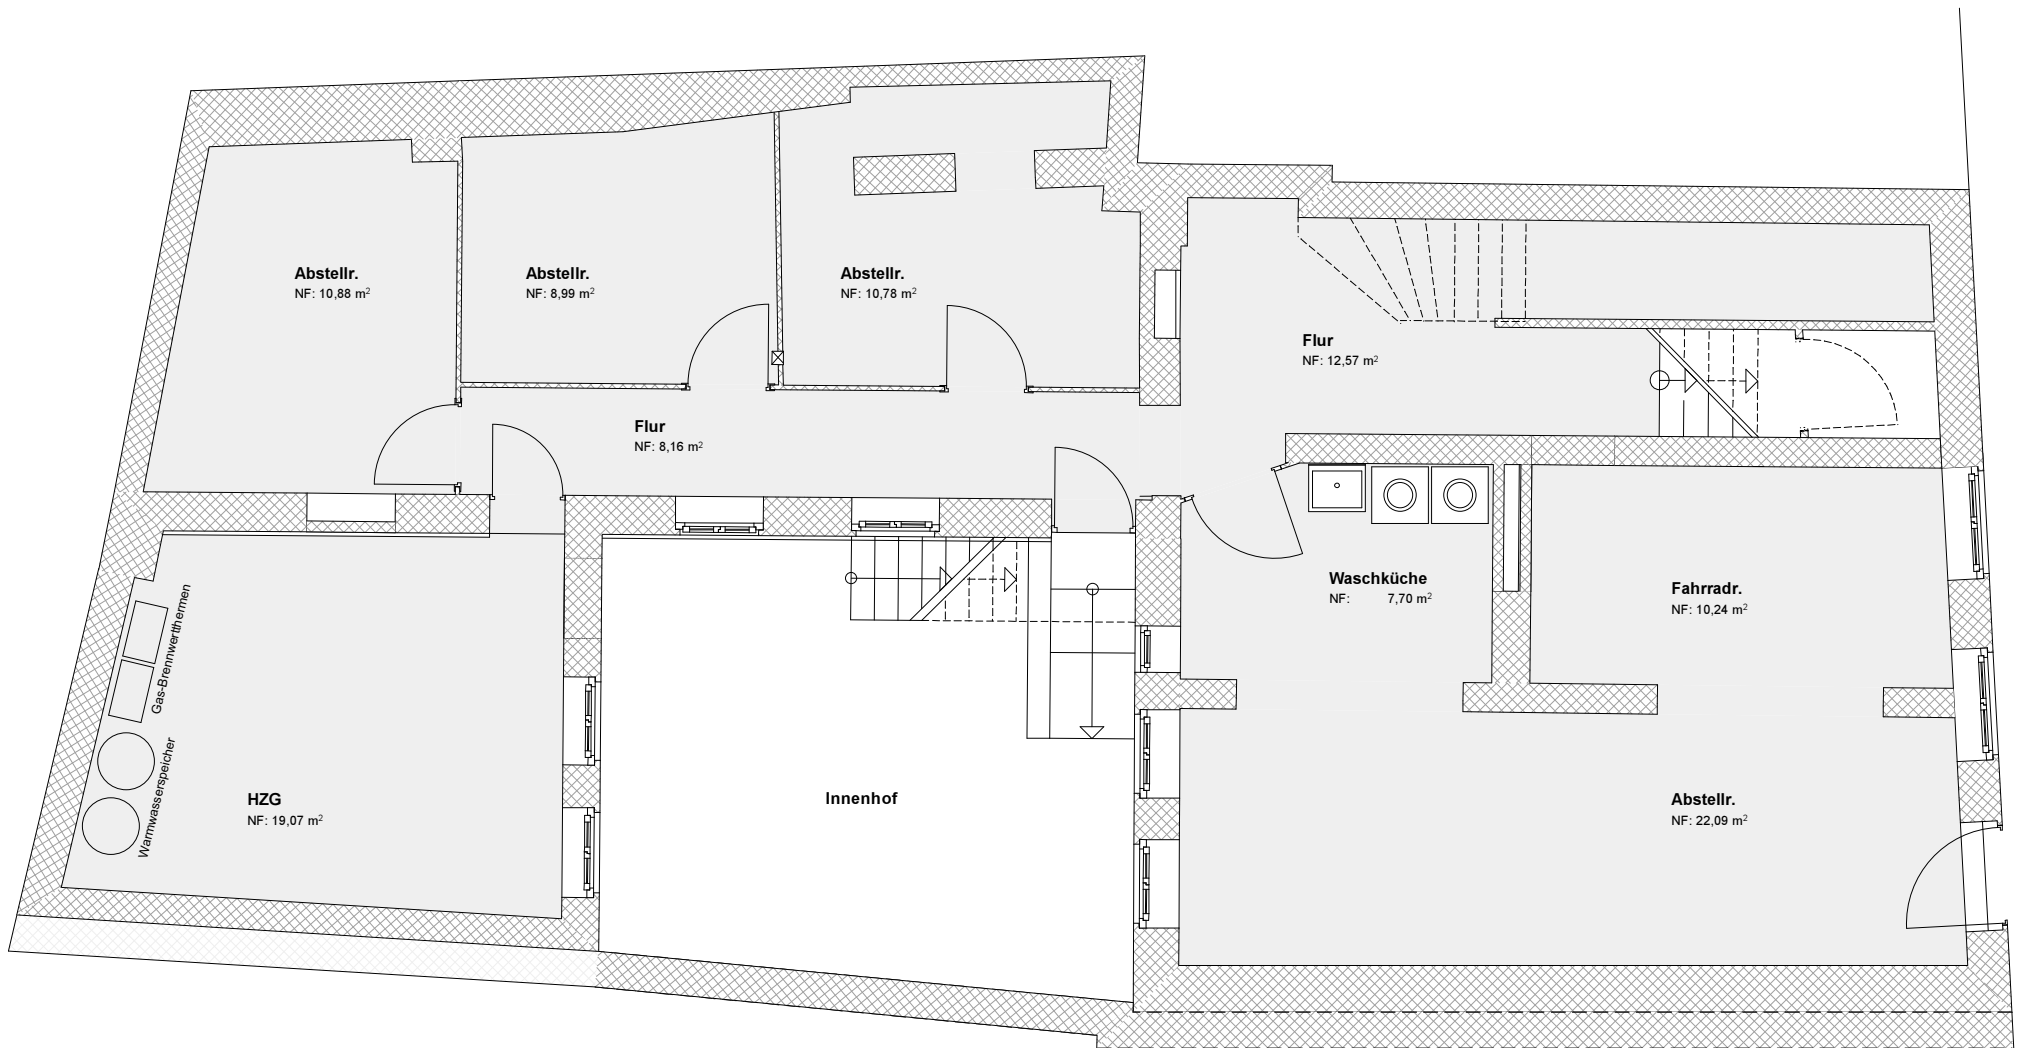 Abstellr.
NF: 10,88 m²
Abstellr.
NF: 8,99 m²
Abstellr.
NF: 10,78 m²
Flur
NF: 12,57 m²
Flur
NF: 8,16 m²
Waschküche
NF: 7,70 m²
Fahrradr.
NF: 10,24 m²
Gas-Brennwertthermen
Warmwasserspeicher
HZG
NF: 19,07 m²
Innenhof
Abstellr.
NF: 22,09 m²